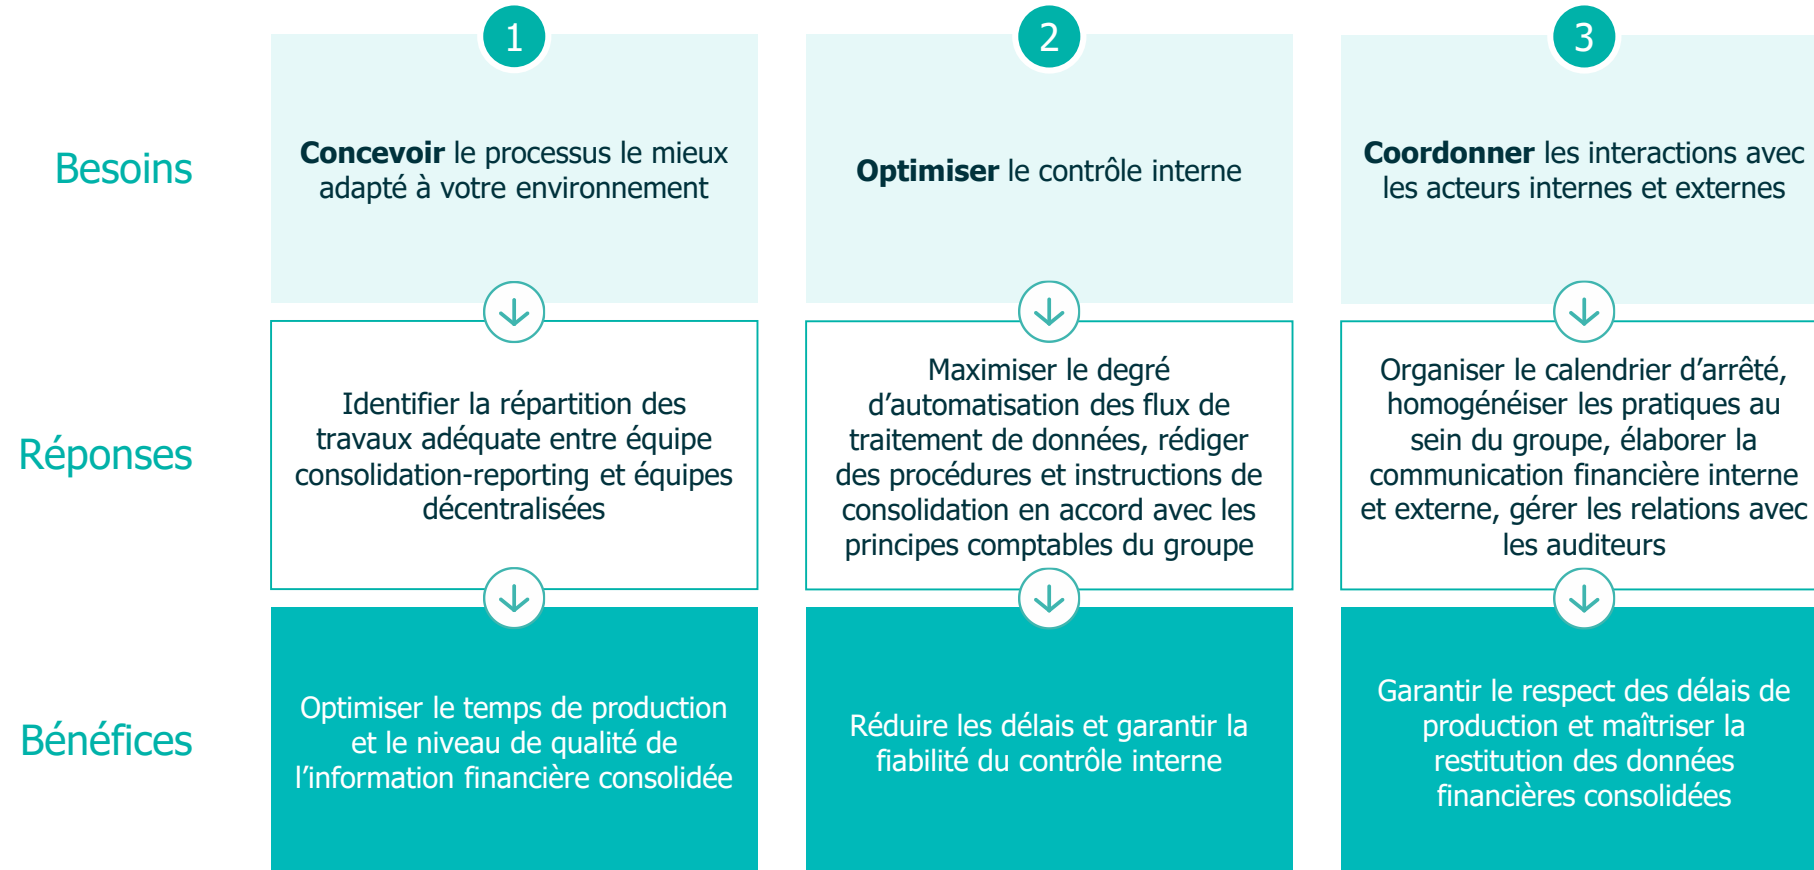 1
2
3
Besoins
Concevoir le processus le mieux
adapté à votre environnement
Optimiser le contrôle interne
Coordonner les interactions avec
les acteurs internes et externes
Réponses
Identifier la répartition des
travaux adéquate entre équipe
consolidation-reporting et équipes
décentralisées
Maximiser le degré
d’automatisation des flux de
traitement de données, rédiger
des procédures et instructions de
consolidation en accord avec les
principes comptables du groupe
Organiser le calendrier d’arrêté,
homogénéiser les pratiques au
sein du groupe, élaborer la
communication financière interne
et externe, gérer les relations avec
les auditeurs
Bénéfices
Optimiser le temps de production
et le niveau de qualité de
l’information financière consolidée
Réduire les délais et garantir la
fiabilité du contrôle interne
Garantir le respect des délais de
production et maîtriser la
restitution des données
financières consolidées